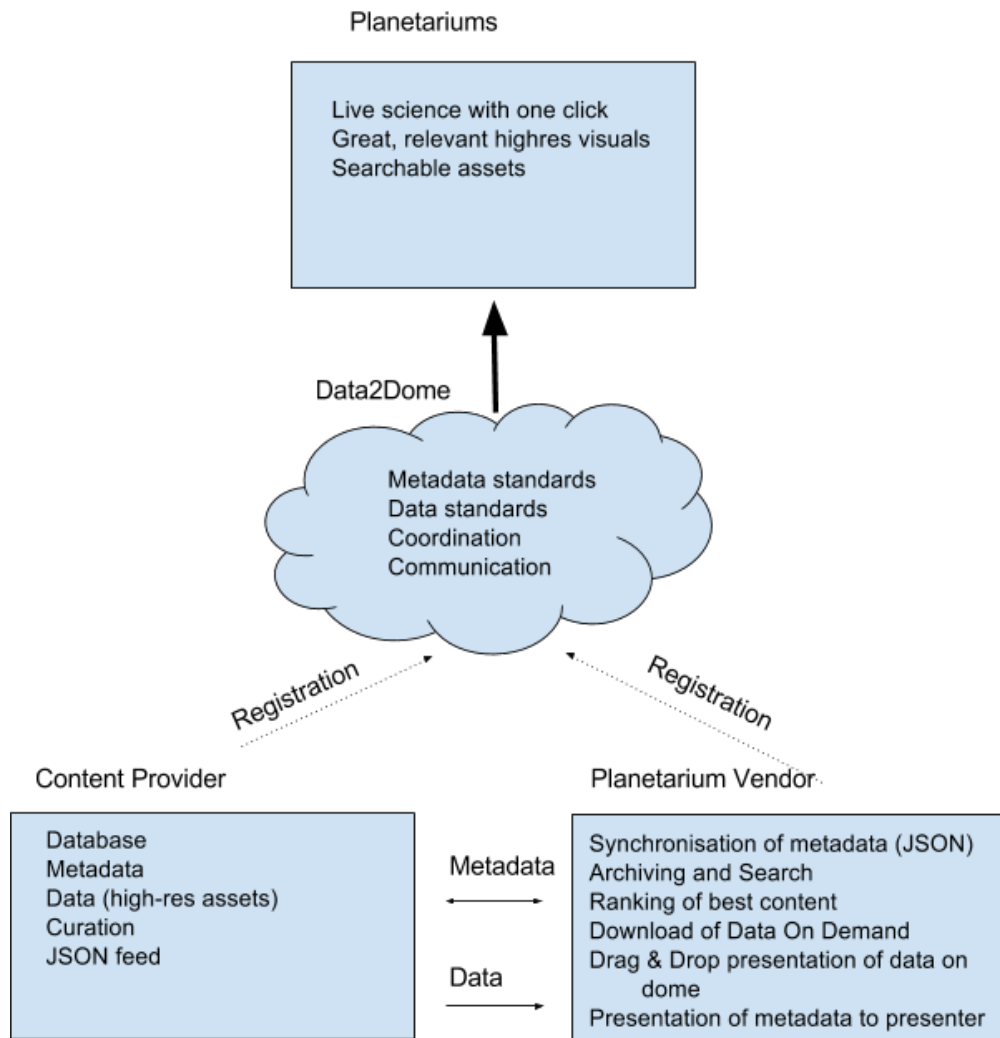 Planetariums
Live science with one click
Great, relevant highres visuals
Searchable assets
Data2Dome
Metadata standards
Data standards
Coordination
Communication
Registration
Registration
Content Provider
Database
Metadata
Data (high-res assets)
Curation
JSON feed
Metadata
Data
Planetarium Vendor
Synchronisation of metadata (JSON)
Archiving and Search
Ranking of best content
Download of Data On Demand
Drag & Drop presentation of data on
dome
Presentation of metadata to presenter